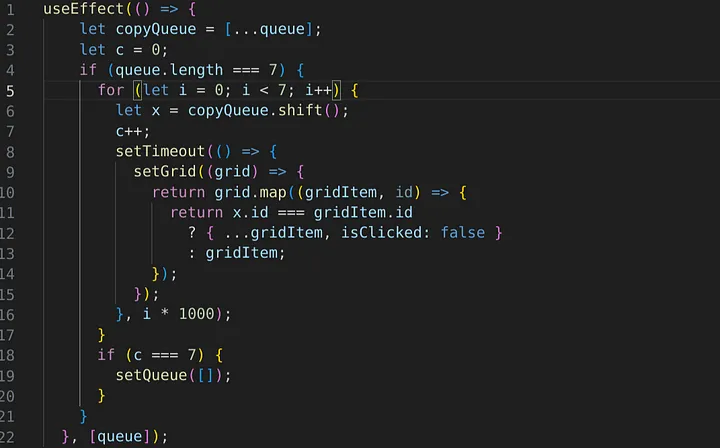 1 useEffect(() => {
2 let copyQueue = [...queue];
3 let c = 0;
4 if (queue.length === 7) {
5 for (let i = 0; i < 7; i++) {
6 let x = copyQueue.shift();
7 c++;
8 setTimeout(() => {
9 setGrid((grid) => {
10 return grid.map((gridItem, id) => {
11 return x.id === gridItem.id
12 ? { ...gridItem, isClicked: false }
13 : gridItem;
14 });
15 });
16 }, i * 1000);
17 }
18 if (c === 7) {
19 setQueue([]);
20 }
21 }
22 }, [queue]);